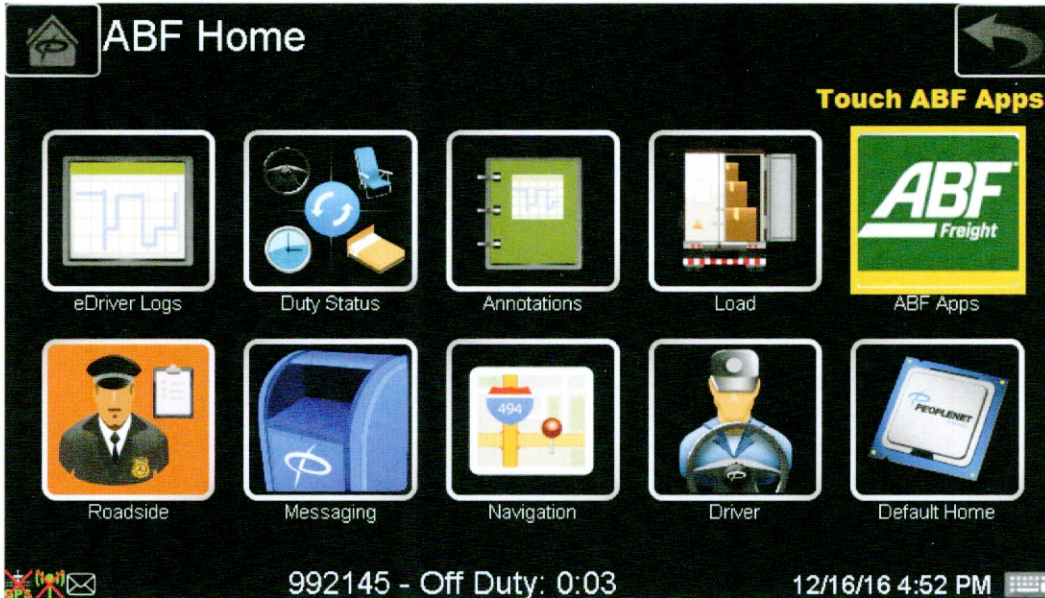 ABF Home
Touch ABF Apps
ABF
Freight
eDriver Logs
Duty Status
Annotations
Load
ABF Apps
494
PEOPLENET
Roadside
Messaging
Navigation
Driver
Default Home
GPS
992145 - Off Duty: 0:03
12/16/16 4:52 PM